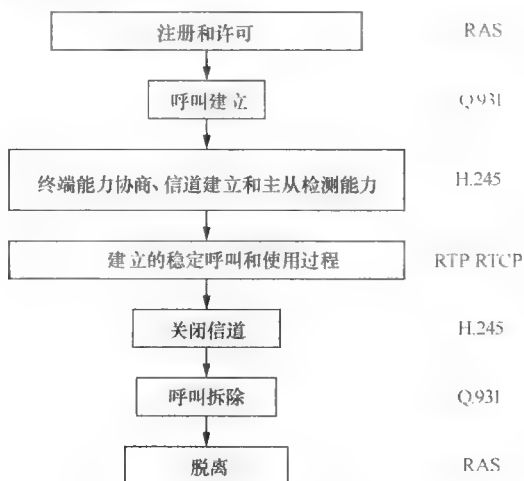 注册和许可 RAS
呼叫建立 Q.931
终端能力协商、信道建立和主从检测能力 H.245
建立的稳定呼叫和使用过程 RTP RTCP
关闭信道 H.245
呼叫拆除 Q.931
脱离 RAS